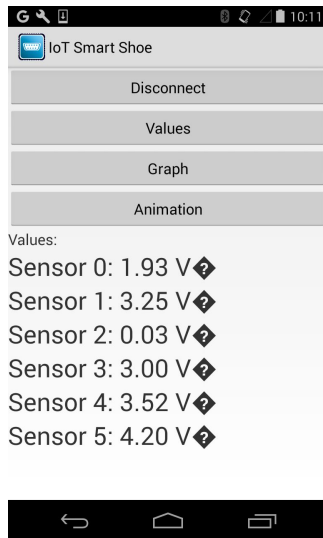 G 10:11
IoT Smart Shoe
Disconnect
Values
Graph
Animation
Values:
Sensor 0: 1.93 V�
Sensor 1: 3.25 V�
Sensor 2: 0.03 V�
Sensor 3: 3.00 V�
Sensor 4: 3.52 V�
Sensor 5: 4.20 V�